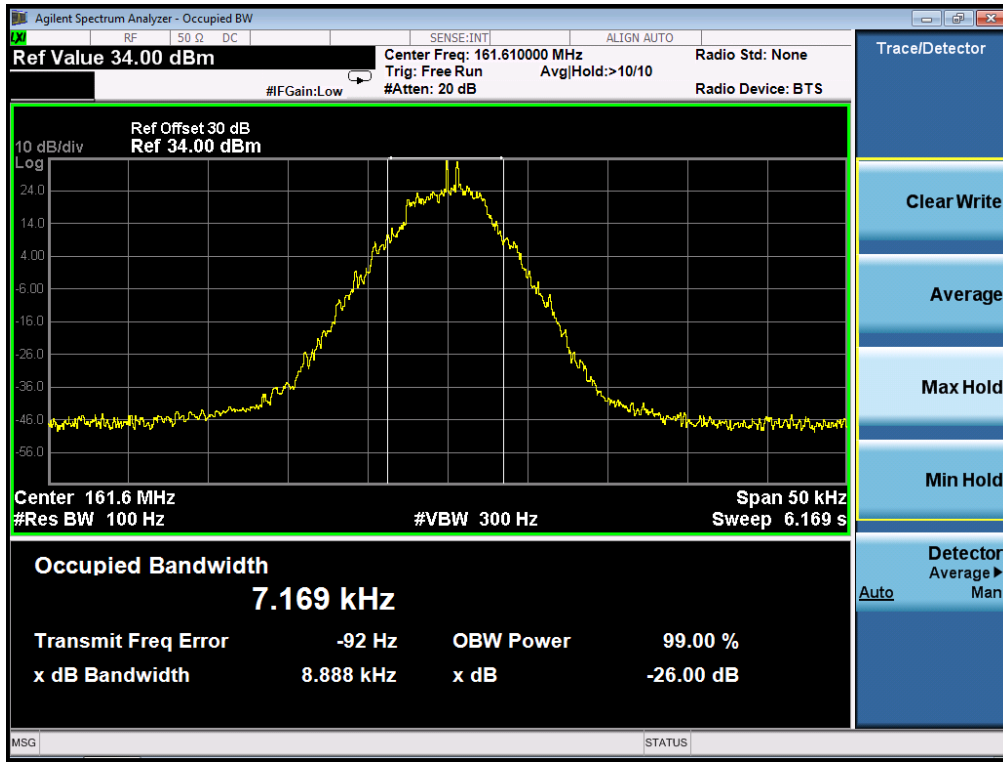 Agilent Spectrum Analyzer - Occupied BW
LXI RF 50 Ω DC SENSE:INT ALIGN AUTO
Ref Value 34.00 dBm
Center Freq: 161.610000 MHz Radio Std: None
Trig: Free Run Avg|Hold:>10/10
#IFGain:Low #Atten: 20 dB Radio Device: BTS
Trace/Detector
Ref Offset 30 dB
10 dB/div Ref 34.00 dBm
Log
24.0
14.0
4.00
-6.00
-16.0
-26.0
-36.0
-46.0
-56.0
Center 161.6 MHz Span 50 kHz
#Res BW 100 Hz #VBW 300 Hz Sweep 6.169 s
Clear Write
Average
Max Hold
Min Hold
Detector
Average
Auto Man
Occupied Bandwidth
7.169 kHz
Transmit Freq Error -92 Hz OBW Power 99.00 %
x dB Bandwidth 8.888 kHz x dB -26.00 dB
MSG STATUS